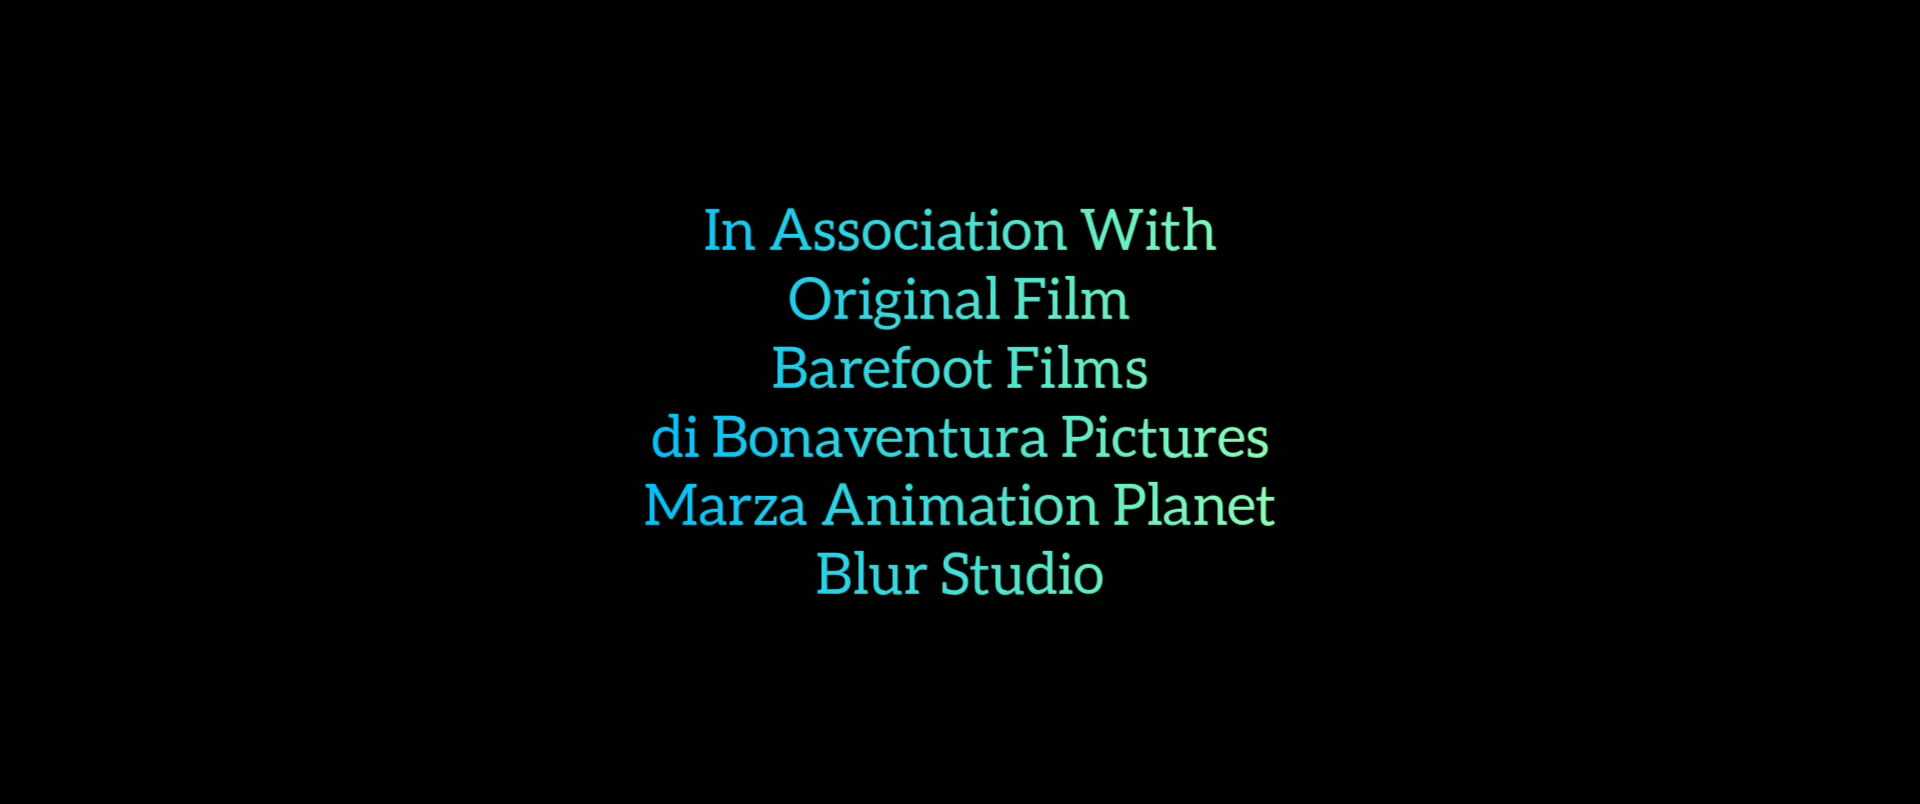 In Association With
Original Film
Barefoot Films
di Bonaventura Pictures
Marza Animation Planet
Blur Studio